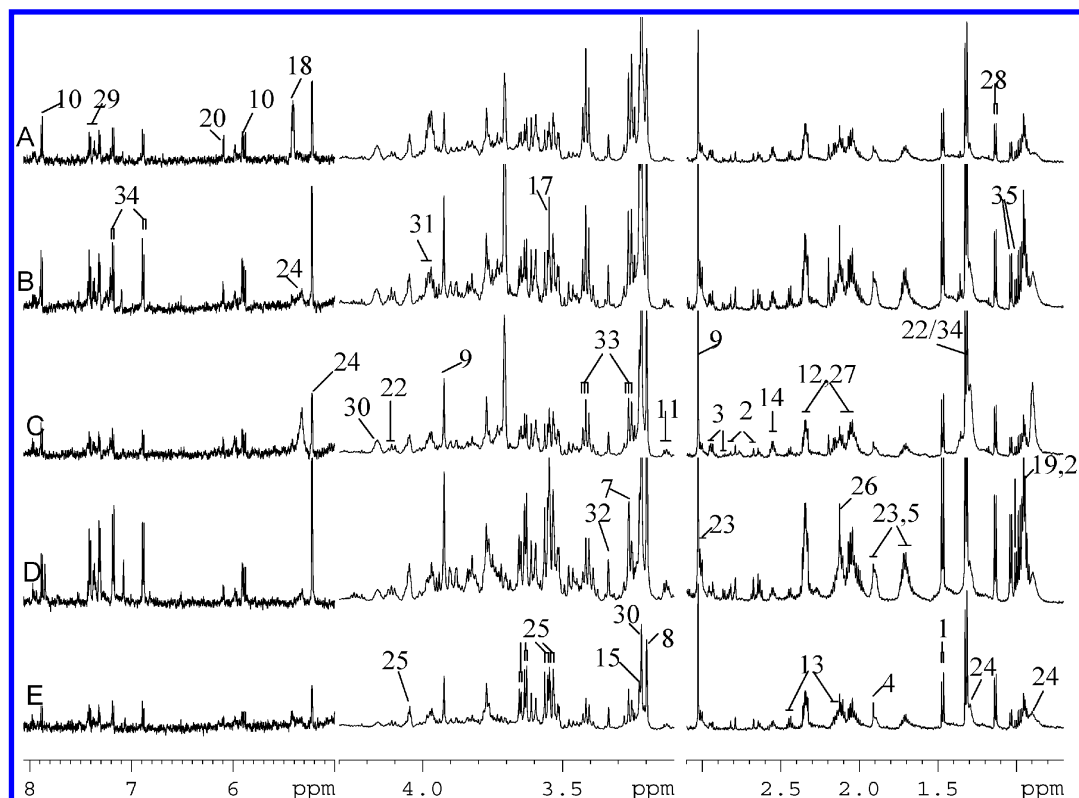 10 29 18 20 10 28
A
34 24 31 17 35
B
24 30 22 9 33 11 9 3 2 14 12,27 22/34
C
7 32 23 26 23,5 19,2
D
25 25 15 30 8 13 4 1 24 24
E
8 7 6 ppm 4.0 3.5 ppm 2.5 2.0 1.5 ppm